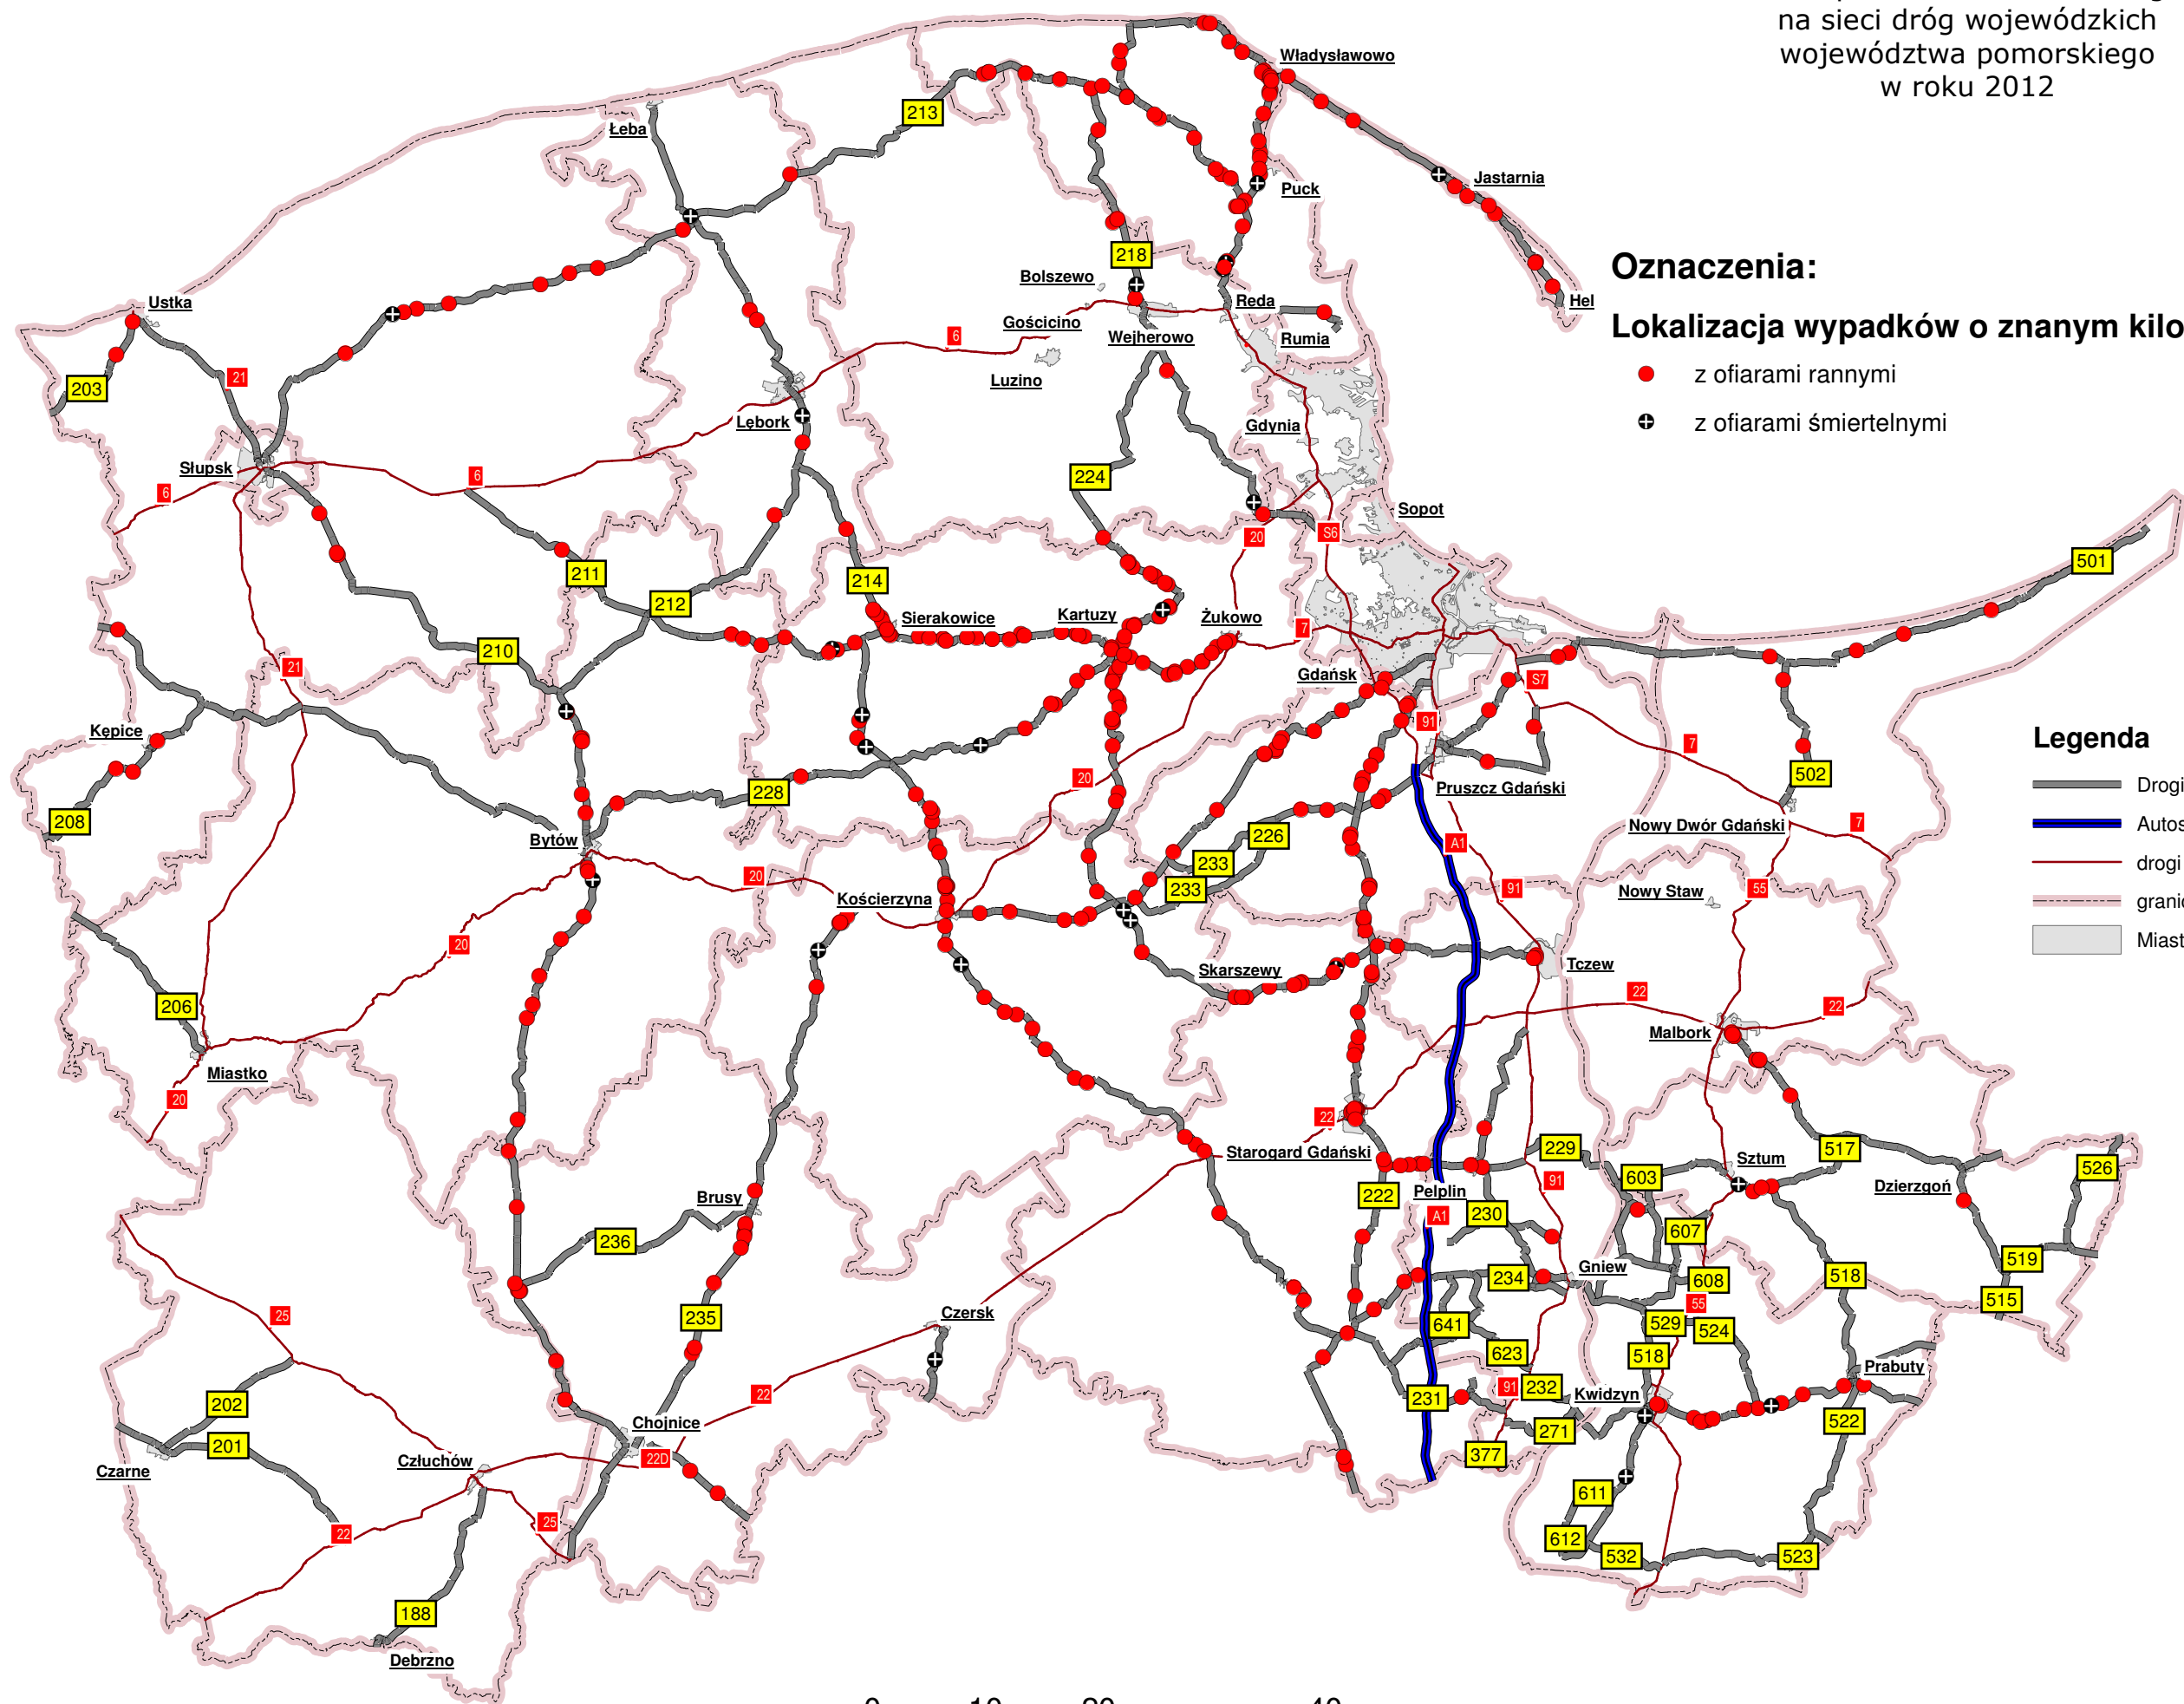 na sieci dróg wojewódzkich
województwa pomorskiego
w roku 2012
Władysławowo
213
Łeba
Jastarnia
Puck
218
Oznaczenia:
Bolszewo
Ustka
Reda
Hel
Gościcino
Lokalizacja wypadków o znanym kilo
6
Wejherowo
Rumia
21
203
Luzino
z ofiarami rannymi
Lębork
Gdynia
z ofiarami śmiertelnymi
Słupsk
6
6
224
Sopot
20
S6
501
211
214
212
Sierakowice
Kartuzy
Żukowo
7
210
21
Gdańsk
S7
91
Kępice
7
Legenda
20
502
Drogi
228
Pruszcz Gdański
208
Nowy Dwór Gdański
7
Autos
226
Bytów
A1
233
drogi
20
233
91
Nowy Staw
55
Kościerzyna
granic
20
Miast
Skarszewy
Tczew
206
22
22
Malbork
Miastko
20
22
Starogard Gdański
229
517
Sztum
526
603
91
Dzierzgoń
Brusy
222
Pelplin
A1
230
607
236
519
Gniew
234
608
518
515
25
235
Czersk
55
641
529
524
623
518
Prabuty
22
91
232
Kwidzyn
202
231
522
Chojnice
271
201
377
22D
Człuchów
Czarne
611
25
22
612
532
523
188
Debrzno
0 10 20 40